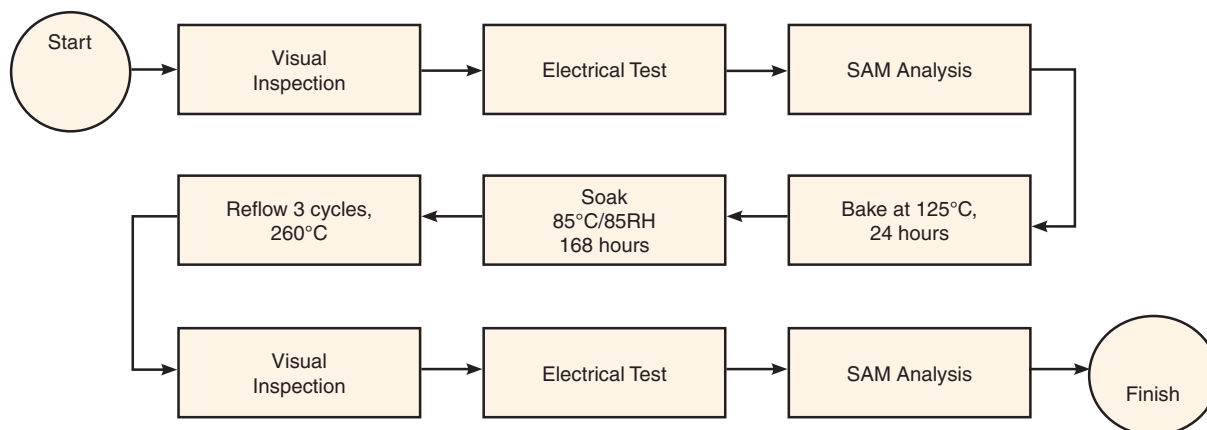 Start
Visual
Inspection
Electrical Test
SAM Analysis
Bake at 125°C,
24 hours
Soak
85°C/85RH
168 hours
Reflow 3 cycles,
260°C
Visual
Inspection
Electrical Test
SAM Analysis
Finish